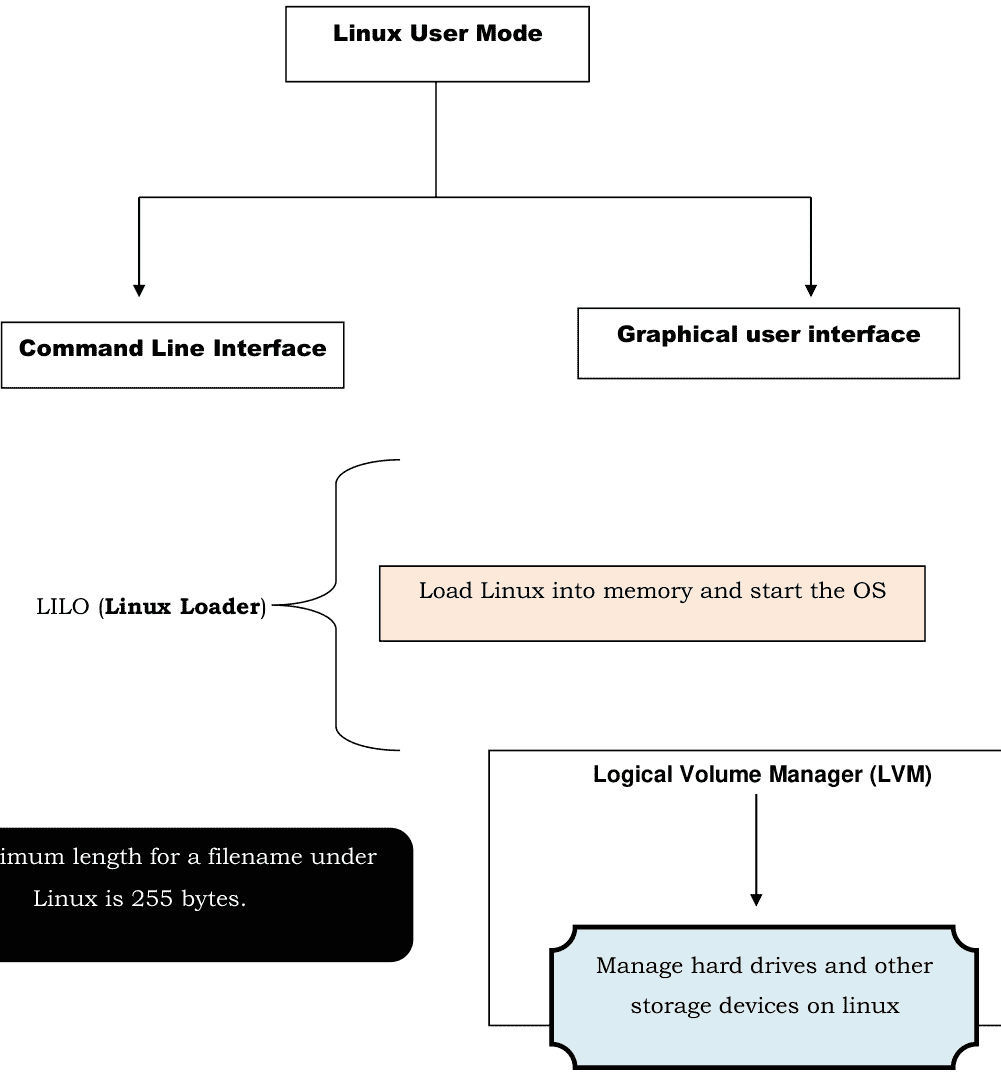 Linux User Mode
Command Line Interface
Graphical user interface
Load Linux into memory and start the OS
LILO (Linux Loader)
Logical Volume Manager (LVM)
length for a filename under
Linux is 255 bytes.
Manage hard drives and other
storage devices on linux